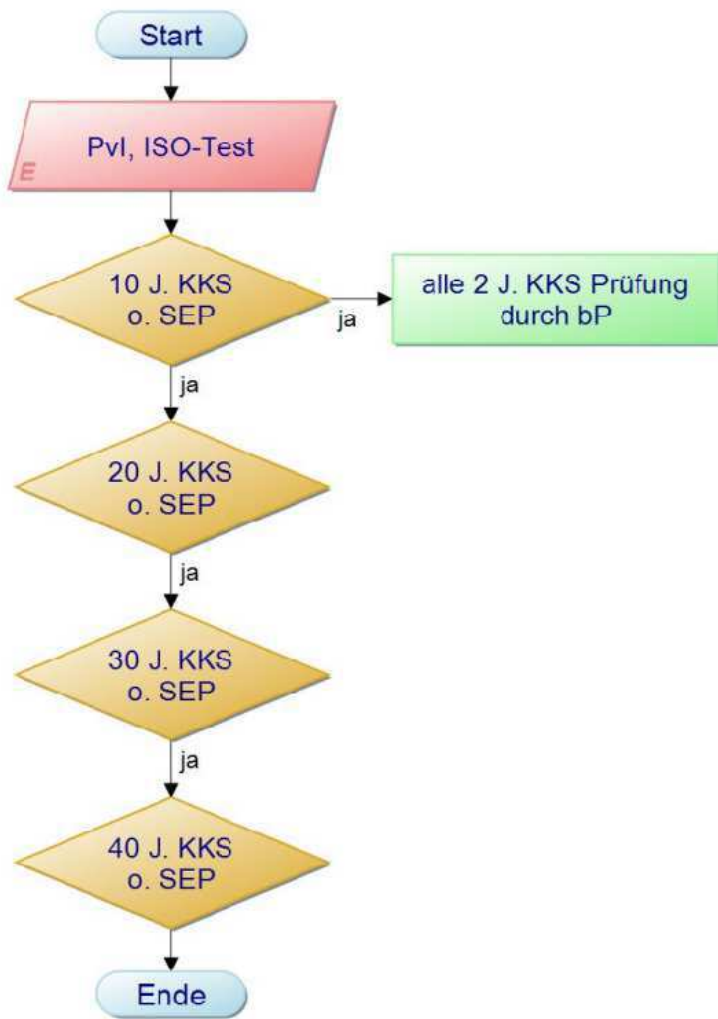 Start
PvI, ISO-Test
E
10 J. KKS
o. SEP
ja
alle 2 J. KKS Prüfung
durch bP
ja
20 J. KKS
o. SEP
ja
30 J. KKS
o. SEP
ja
40 J. KKS
o. SEP
Ende